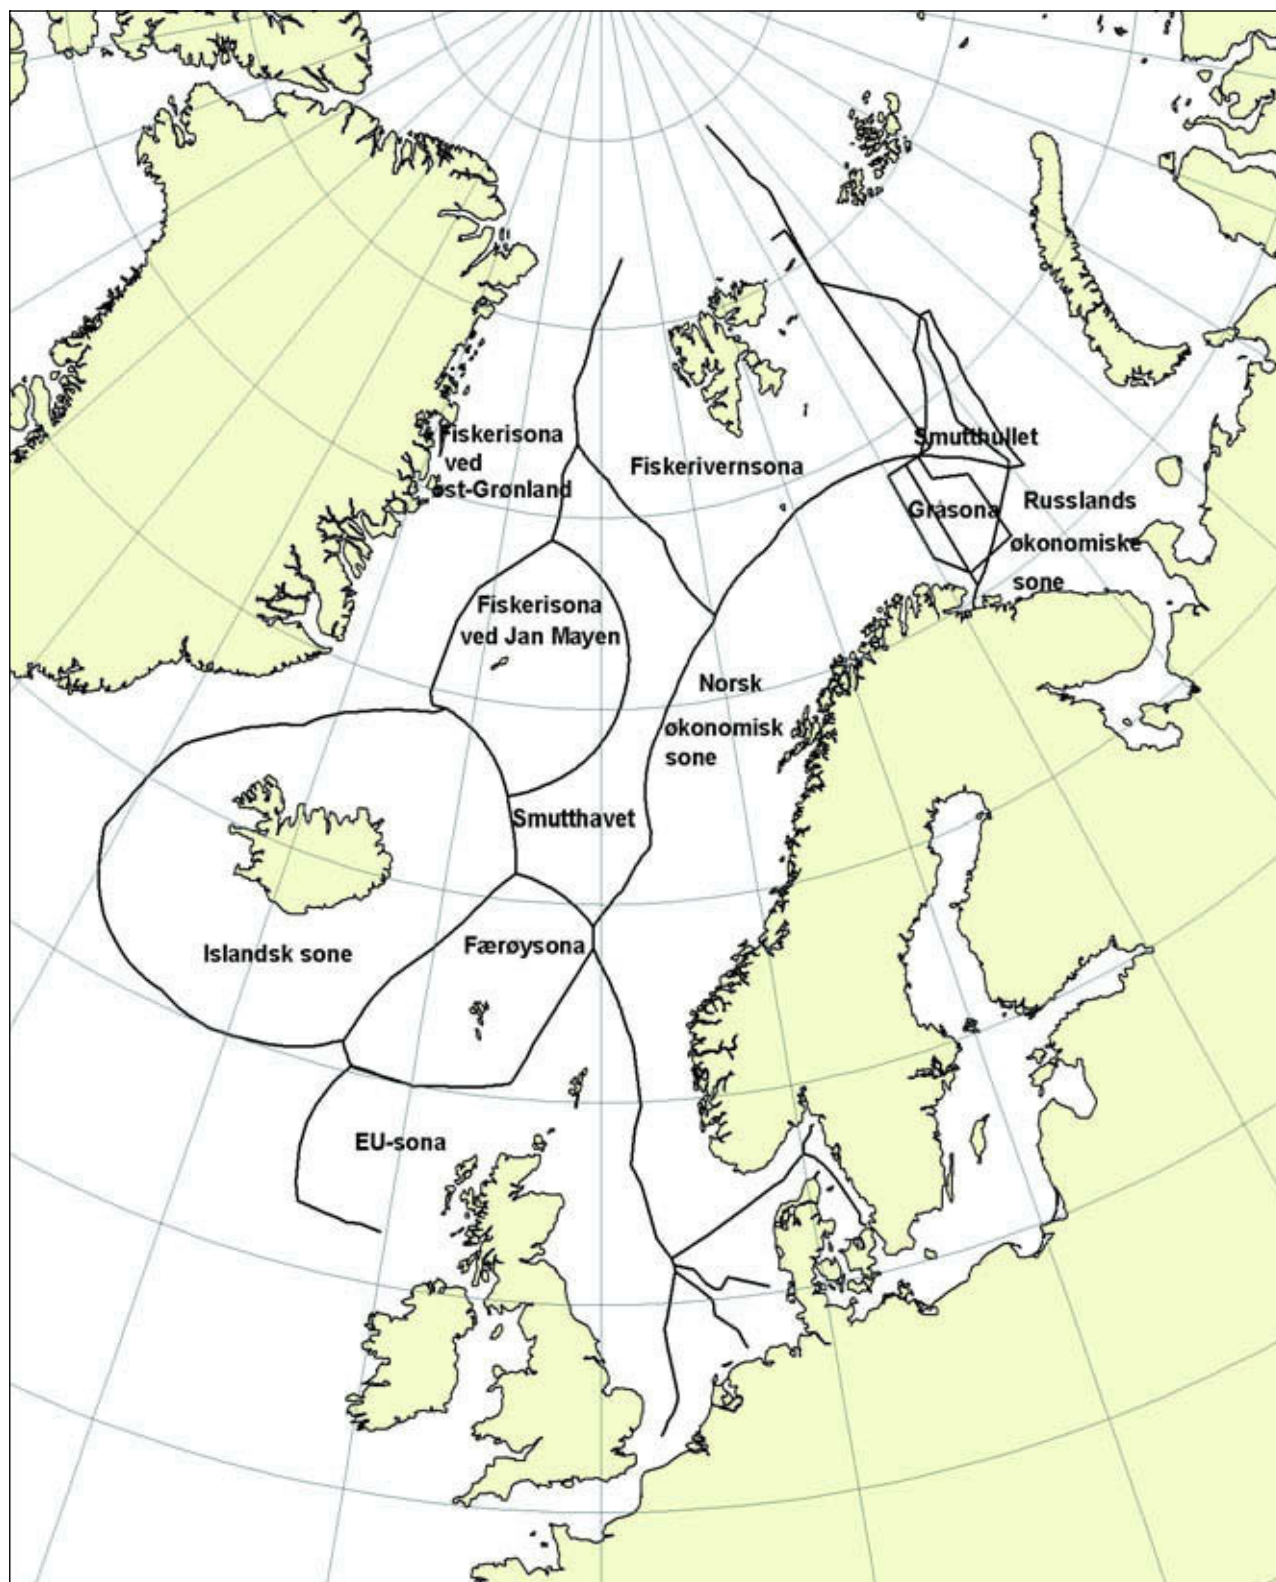 Fiskerisona
ved
øst-Grønland
Fiskerivernsona
Smutthullet
Gråsona
Russlands
økonomiske
sone
Fiskerisona
ved Jan Mayen
Norsk
økonomisk
sone
Smutthavet
Islandsk sone
Færøysona
EU-sona